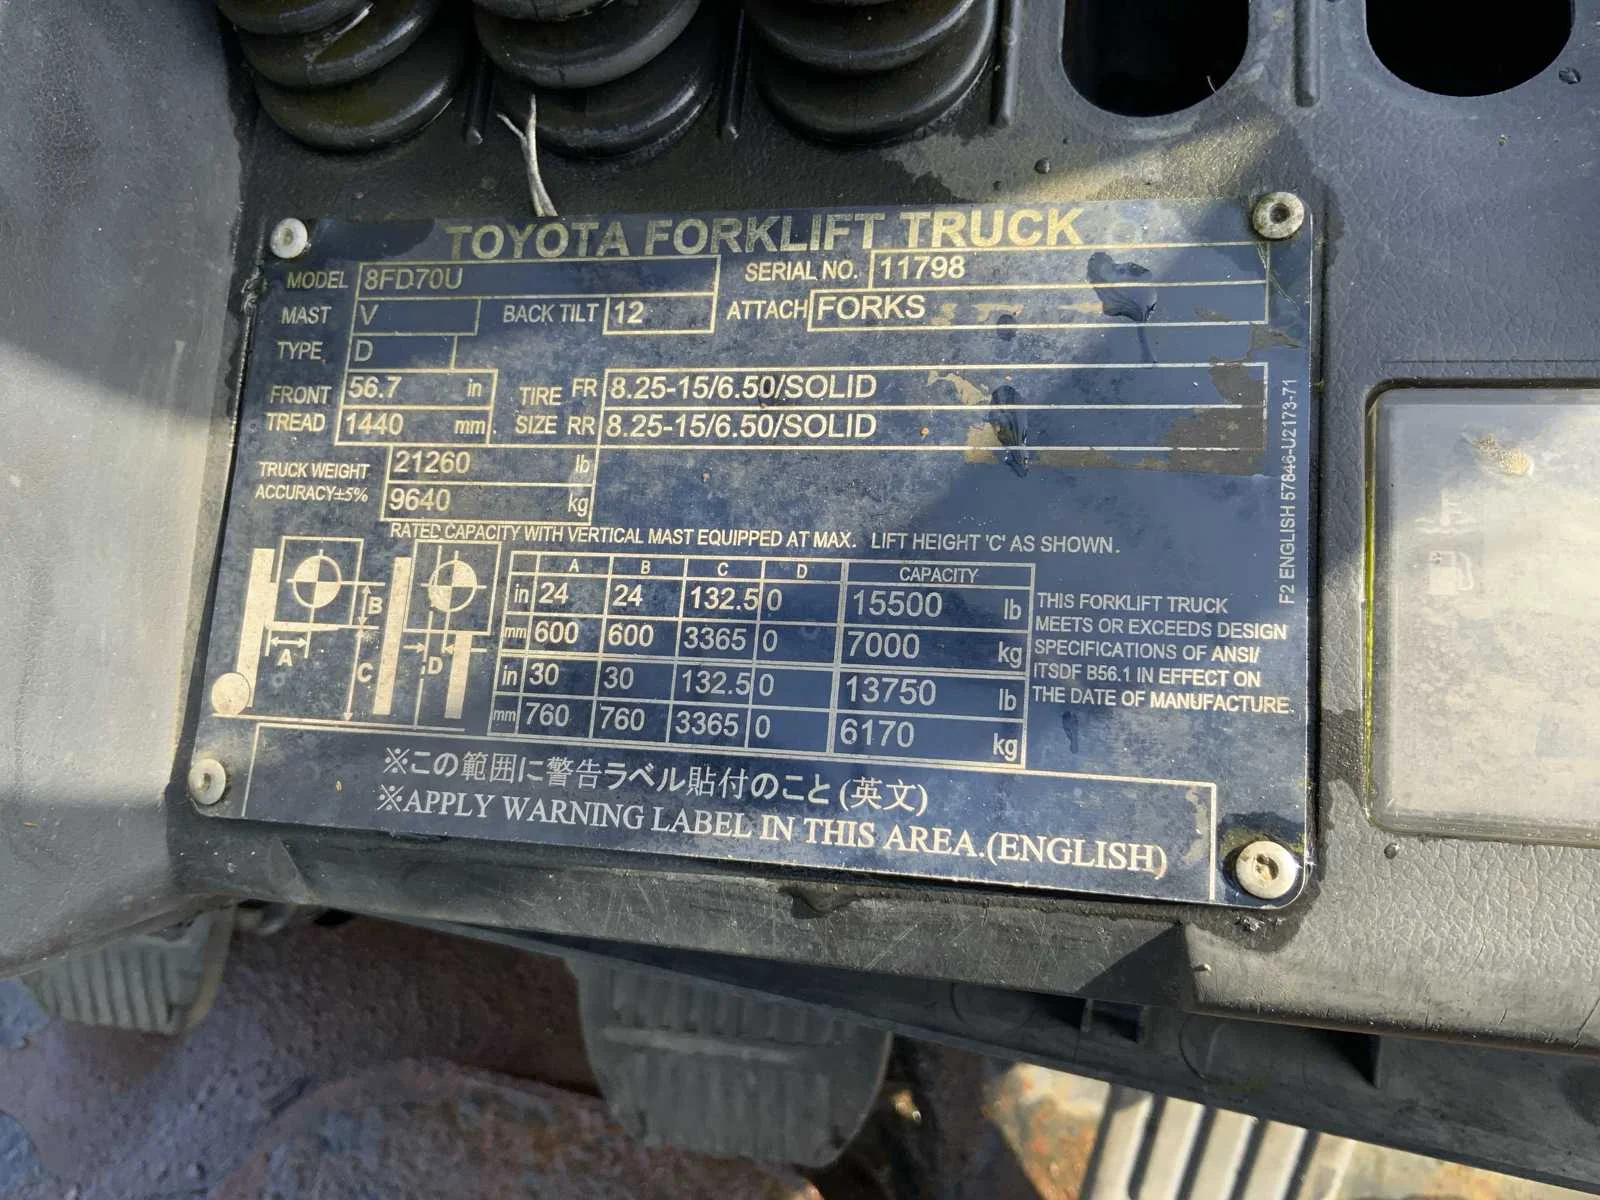 TOYOTA FORKLIFT TRUCK
MODEL 8FD70U SERIAL NO. 11798
MAST V BACK TILT 12 ATTACH FORKS
TYPE D
FRONT TREAD 56.7 in TIRE SIZE FR 8.25-15/6.50/SOLID
1440 mm RR 8.25-15/6.50/SOLID
TRUCK WEIGHT 21260 lb
ACCURACY±5% 9640 kg
RATED CAPACITY WITH VERTICAL MAST EQUIPPED AT MAX. LIFT HEIGHT 'C' AS SHOWN.
A B C D
A B C D CAPACITY
in 24 24 132.5 0 15500 lb
mm 600 600 3365 0 7000 kg
in 30 30 132.5 0 13750 lb
mm 760 760 3365 0 6170 kg
THIS FORKLIFT TRUCK
MEETS OR EXCEEDS DESIGN
SPECIFICATIONS OF ANSI/
ITSDF B56.1 IN EFFECT ON
THE DATE OF MANUFACTURE.
F2 ENGLISH 57846-U2173-71
※この範囲に警告ラベル貼付のこと(英文)
※APPLY WARNING LABEL IN THIS AREA.(ENGLISH)